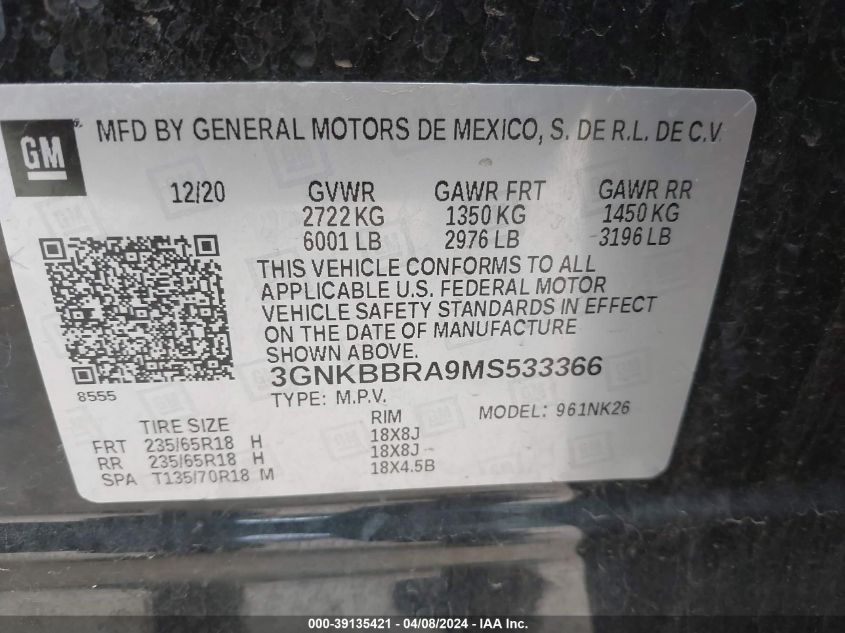 GM
MFD BY GENERAL MOTORS DE MEXICO, S. DE R.L. DE C.V.
12/20 GVWR GAWR FRT GAWR RR
2722 KG 1350 KG 1450 KG
6001 LB 2976 LB 3196 LB
THIS VEHICLE CONFORMS TO ALL
APPLICABLE U.S. FEDERAL MOTOR
VEHICLE SAFETY STANDARDS IN EFFECT
ON THE DATE OF MANUFACTURE
SHOWN ABOVE.
8555
3GNKBBRA9MS533366
TYPE: M.P.V. MODEL: 961NK26
TIRE SIZE RIM
FRT 235/65R18 H 18X8J
RR 235/65R18 H 18X8J
SPA T135/70R18 M 18X4.5B
000-39135421 - 04/08/2024 - IAA Inc.